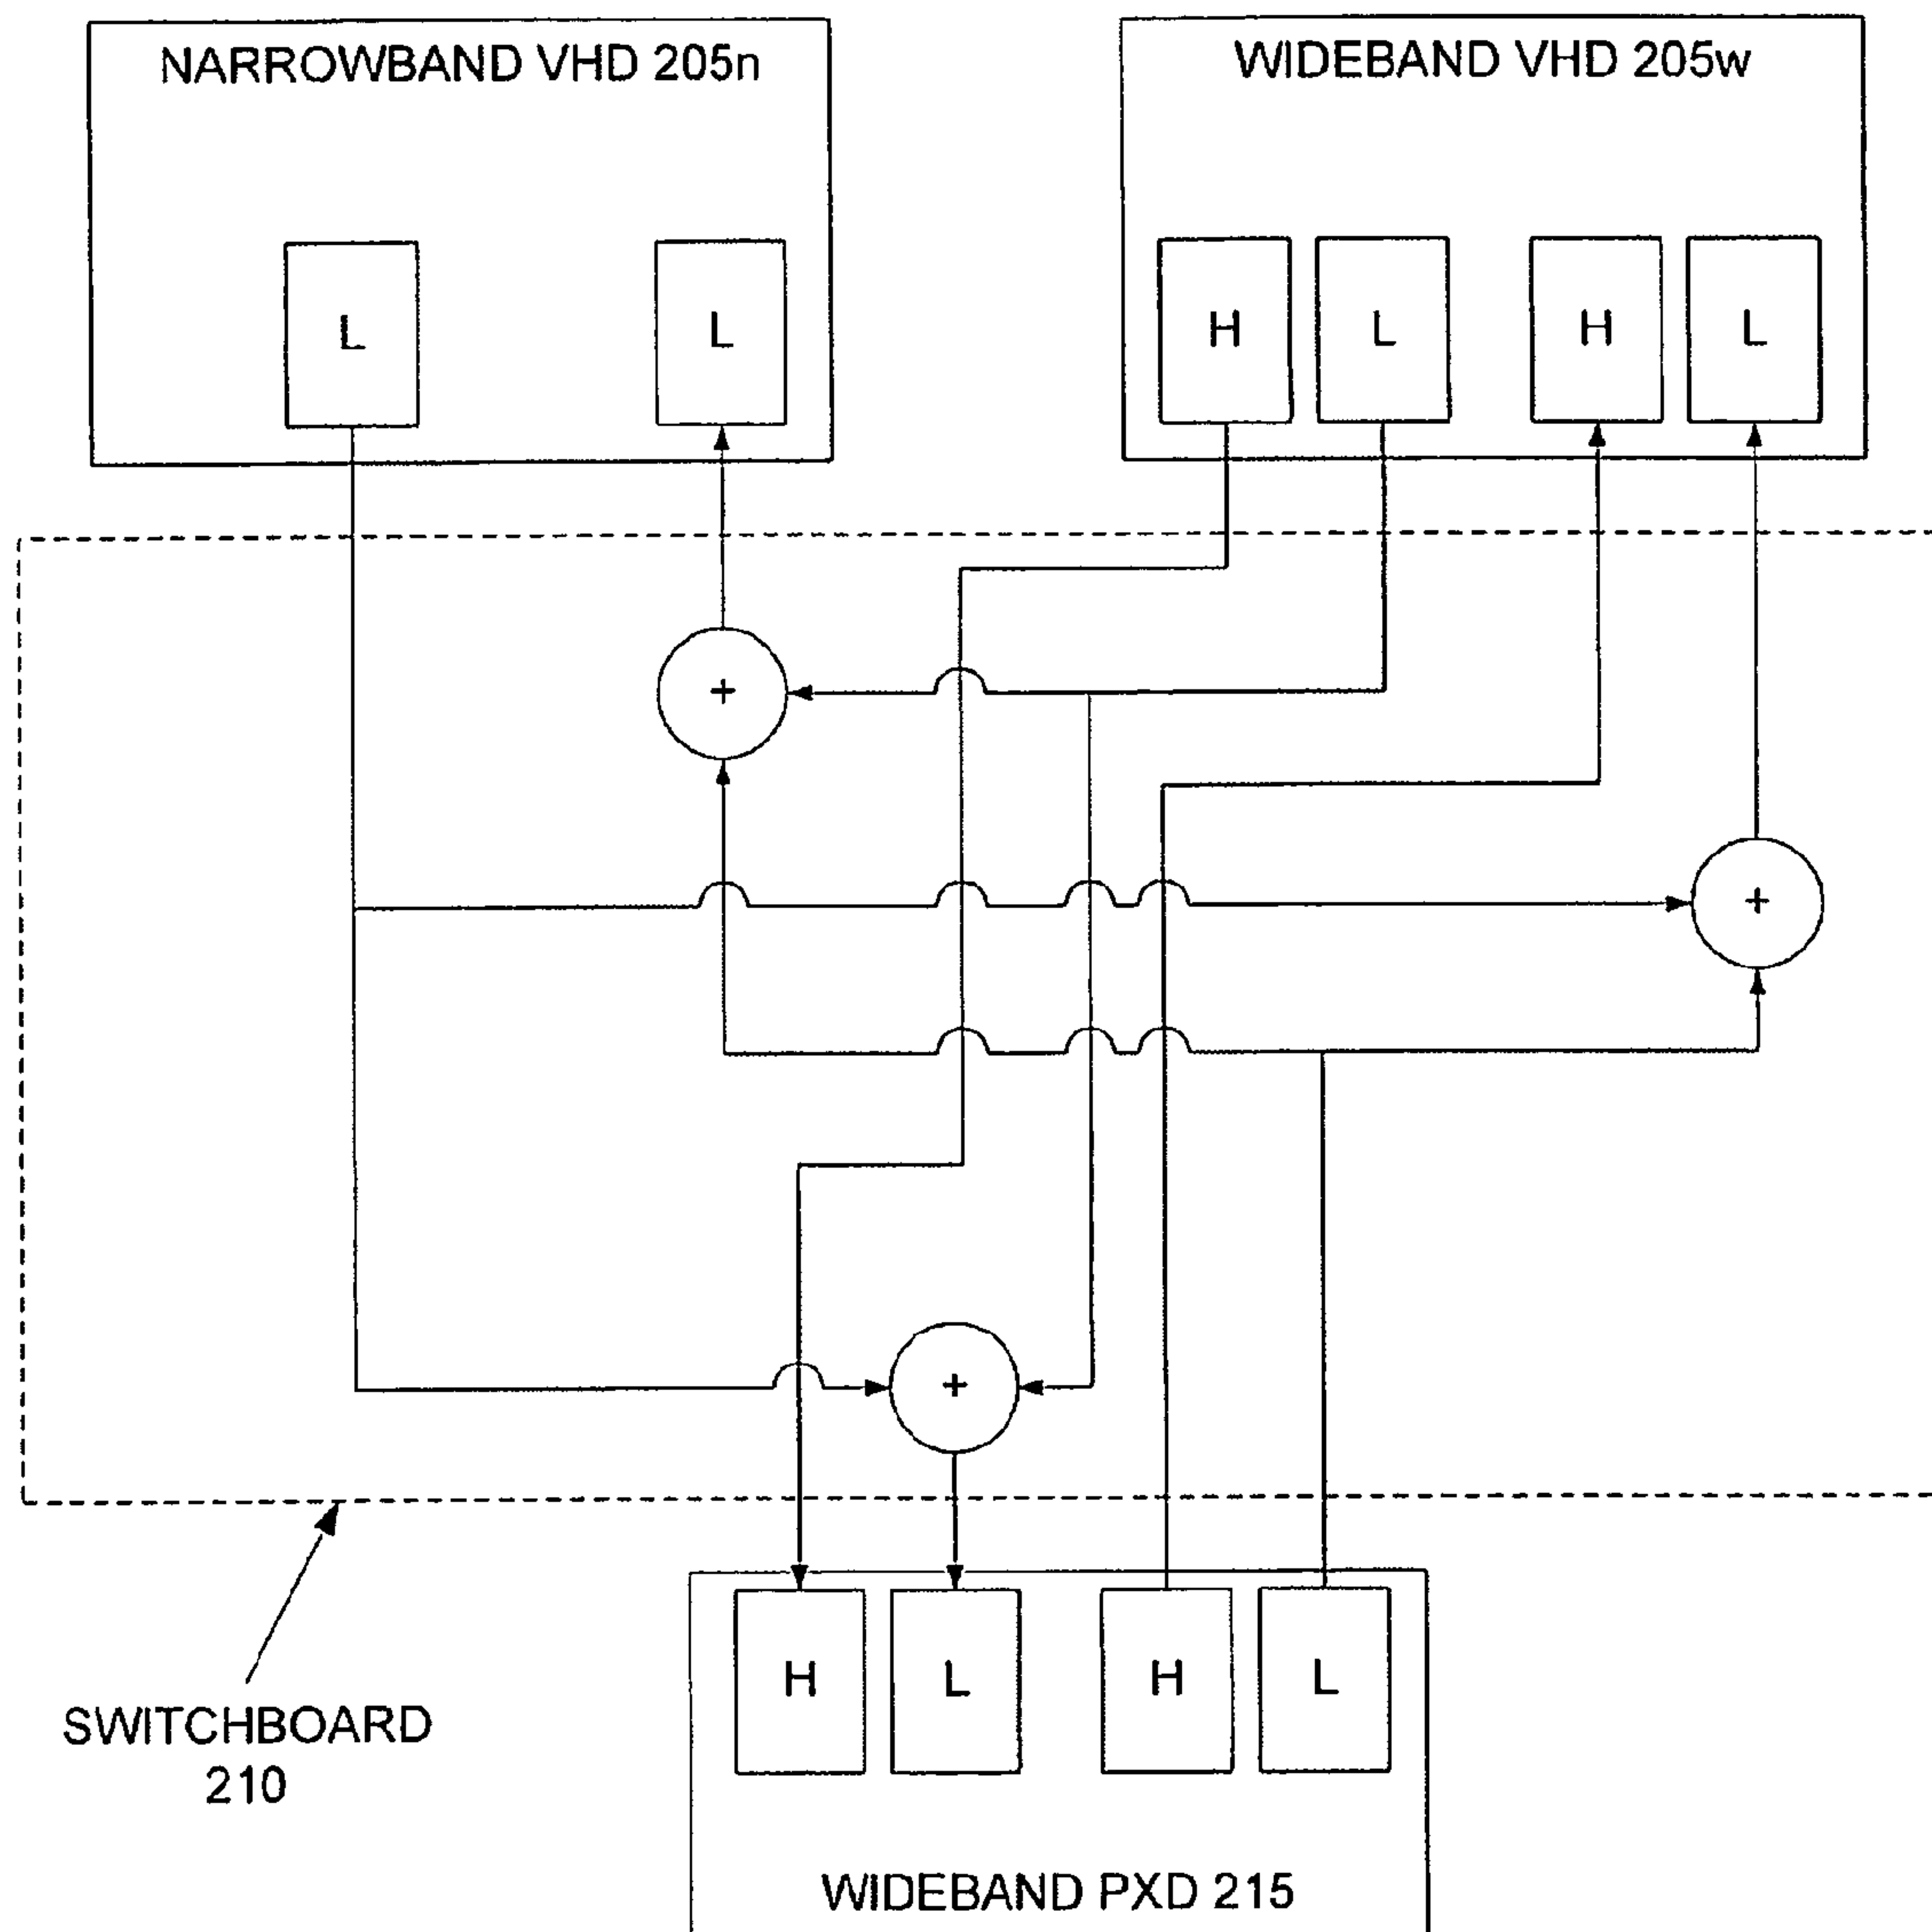 NARROWBAND VHD 205n
WIDEBAND VHD 205w
L
L
H
L
H
L
+
+
+
H
L
H
L
SWITCHBOARD
210
WIDEBAND PXD 215